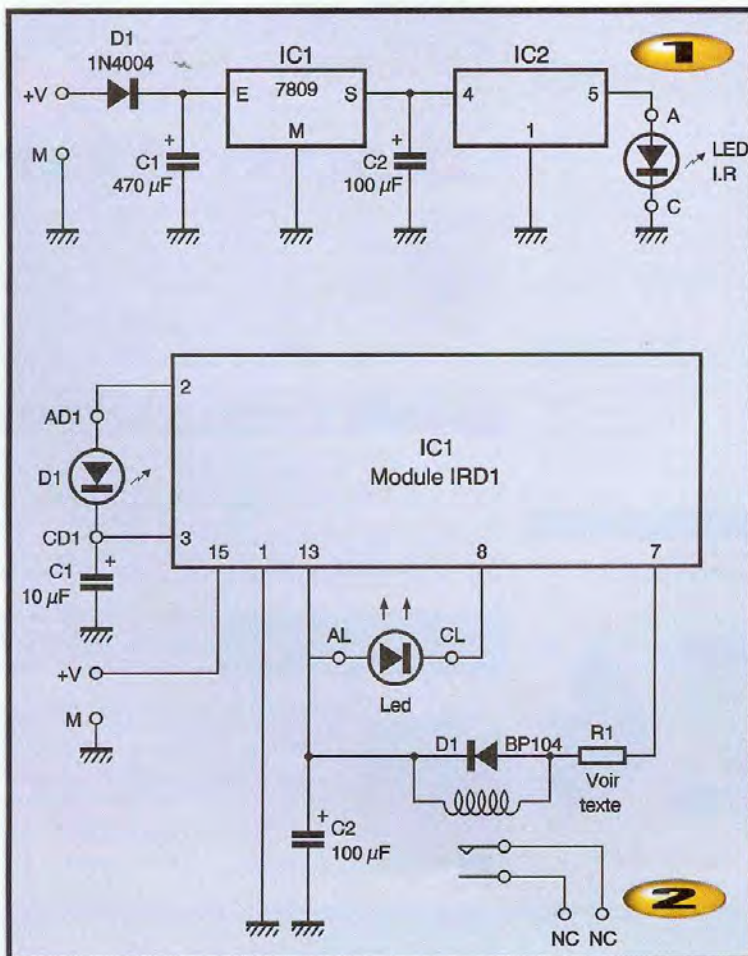 1
D1
1N4004
+V
M
IC1
7809
E
S
M
C1
470 µF
+
C2
100 µF
+
IC2
4
5
1
A
LED
I.R
C
2
AD1
D1
CD1
3
C1
10 µF
+
IC1
Module IRD1
15
1
13
8
7
+V
M
AL
CL
Led
D1
BP104
R1
Voir
texte
C2
100 µF
+
NC NC
2